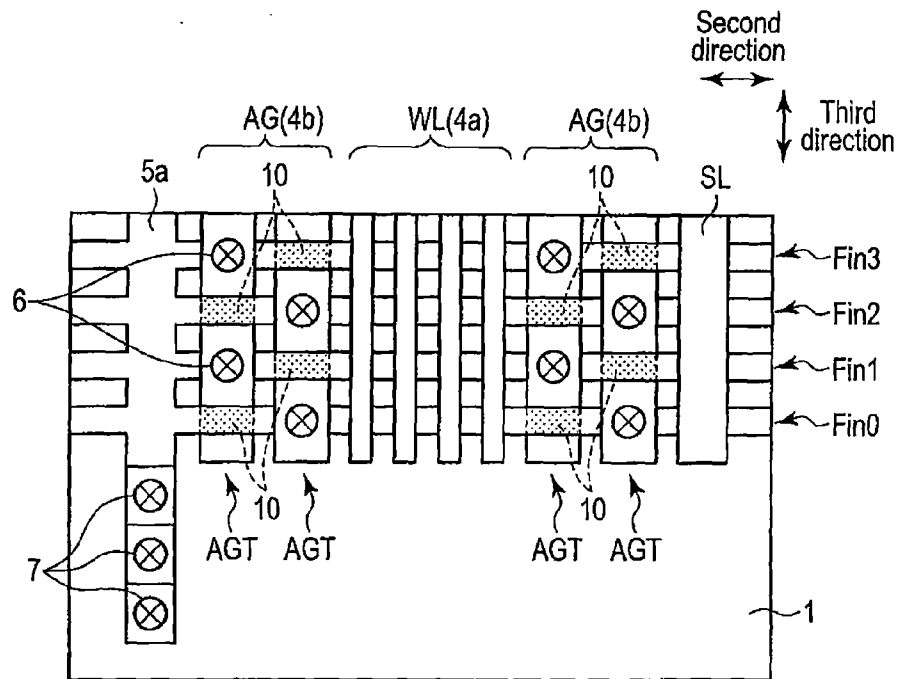 Second
direction
Third
direction
AG(4b)
WL(4a)
AG(4b)
5a
10
10
SL
Fin3
6
Fin2
Fin1
Fin0
10
10
AGT
AGT
AGT
AGT
7
1